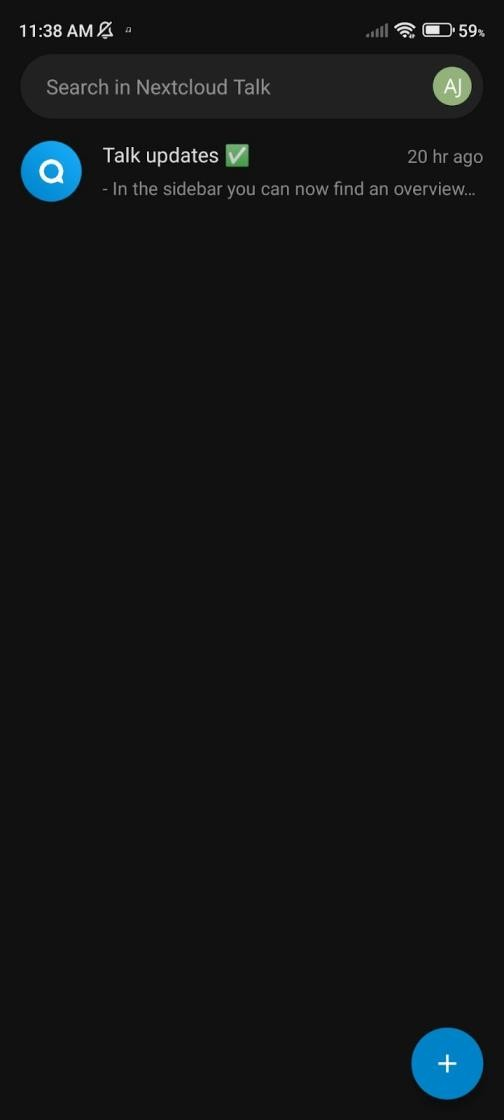 11:38 AM 59%
Search in Nextcloud Talk AJ
Talk updates ✅ 20 hr ago
- In the sidebar you can now find an overview...
+